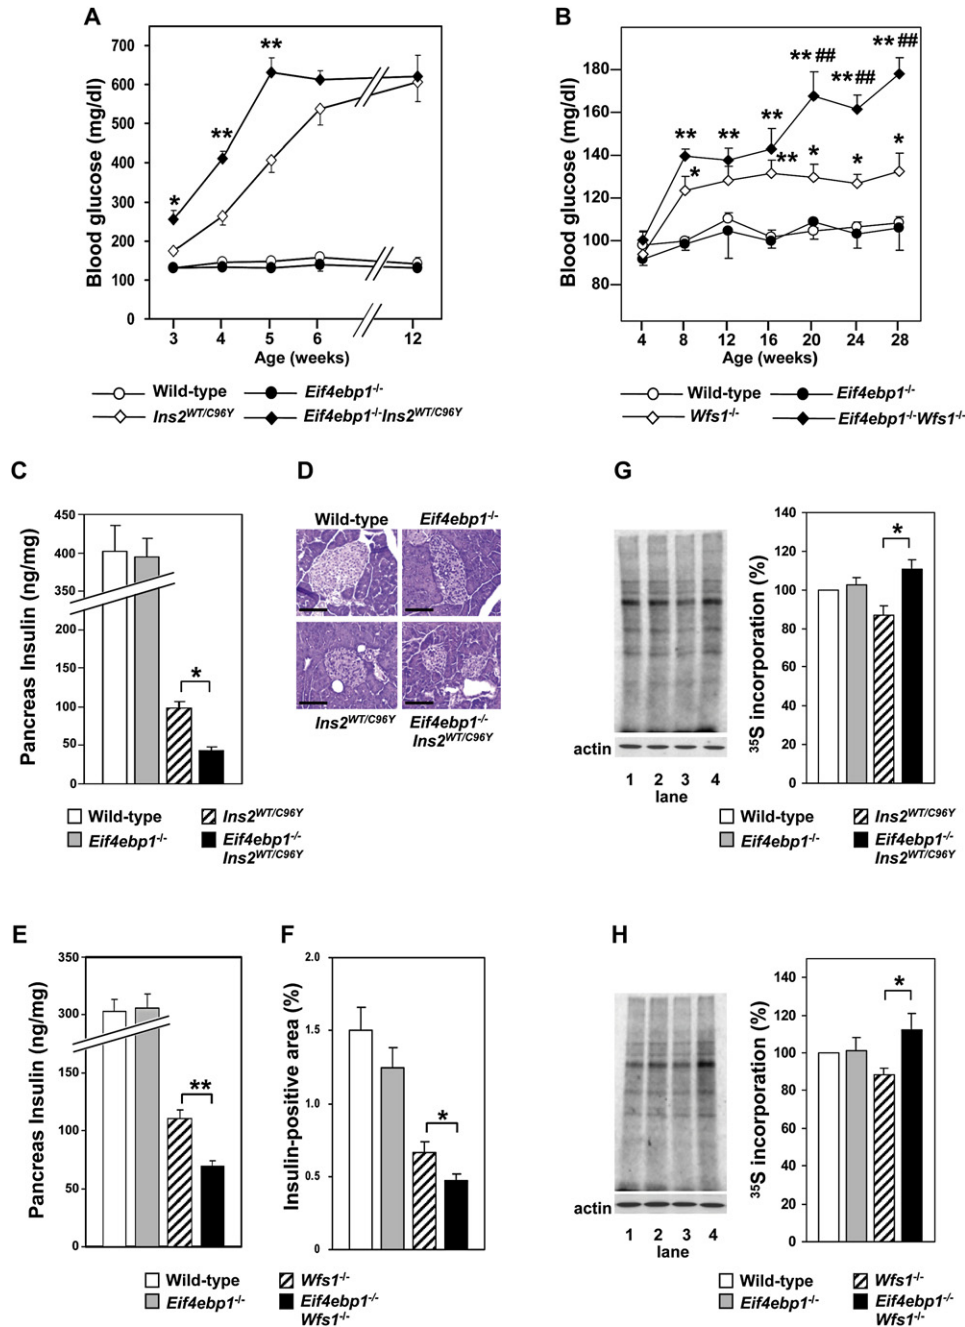 A
Blood glucose (mg/dl)
700
600
500
400
300
200
100
0
*
**
**
3 4 5 6 12
Age (weeks)
Wild-type Eif4ebp1-/-
Ins2WT/C96Y Eif4ebp1-/-Ins2WT/C96Y
B
Blood glucose (mg/dl)
180
160
140
120
100
80
** ** ** **## **## **##
* ** * * *
4 8 12 16 20 24 28
Age (weeks)
Wild-type Eif4ebp1-/-
Wfs1-/- Eif4ebp1-/-Wfs1-/-
C
Pancreas Insulin (ng/mg)
450
400
350
200
150
100
50
0
*
Wild-type Ins2WT/C96Y
Eif4ebp1-/- Eif4ebp1-/-
Ins2WT/C96Y
D
Wild-type Eif4ebp1-/-
Ins2WT/C96Y Eif4ebp1-/-
Ins2WT/C96Y
G
actin
1 2 3 4
lane
35S incorporation (%)
140
120
100
80
60
40
20
0
*
Wild-type Ins2WT/C96Y
Eif4ebp1-/- Eif4ebp1-/-
Ins2WT/C96Y
E
Pancreas Insulin (ng/mg)
350
300
150
100
50
0
**
F
Insulin-positive area (%)
2.0
1.5
1.0
0.5
0
*
Wild-type Wfs1-/-
Eif4ebp1-/- Eif4ebp1-/-
Wfs1-/-
H
actin
1 2 3 4
lane
35S incorporation (%)
140
120
100
80
60
40
20
0
*
Wild-type Wfs1-/-
Eif4ebp1-/- Eif4ebp1-/-
Wfs1-/-